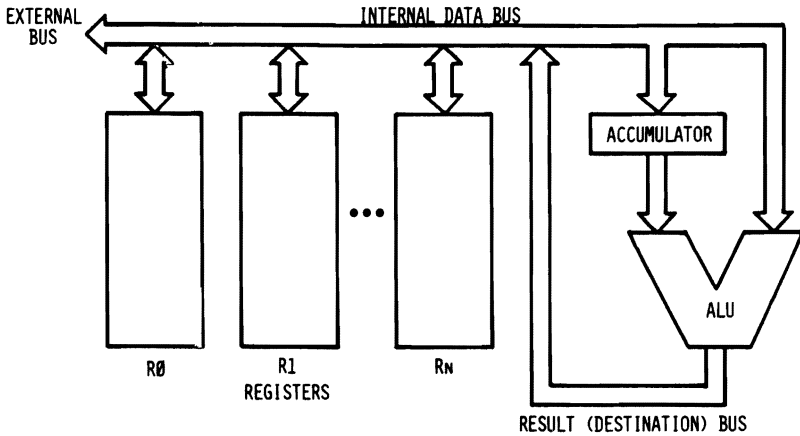 EXTERNAL
BUS
INTERNAL DATA BUS
ACCUMULATOR
•••
ALU
RØ
R1
RN
REGISTERS
RESULT (DESTINATION) BUS